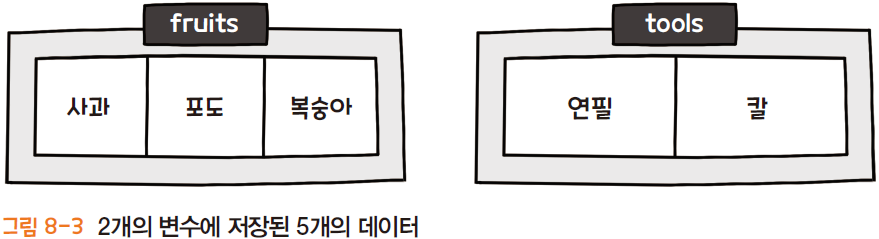 fruits
tools
사과 포도 복숭아
연필 칼
그림 8-3 2개의 변수에 저장된 5개의 데이터